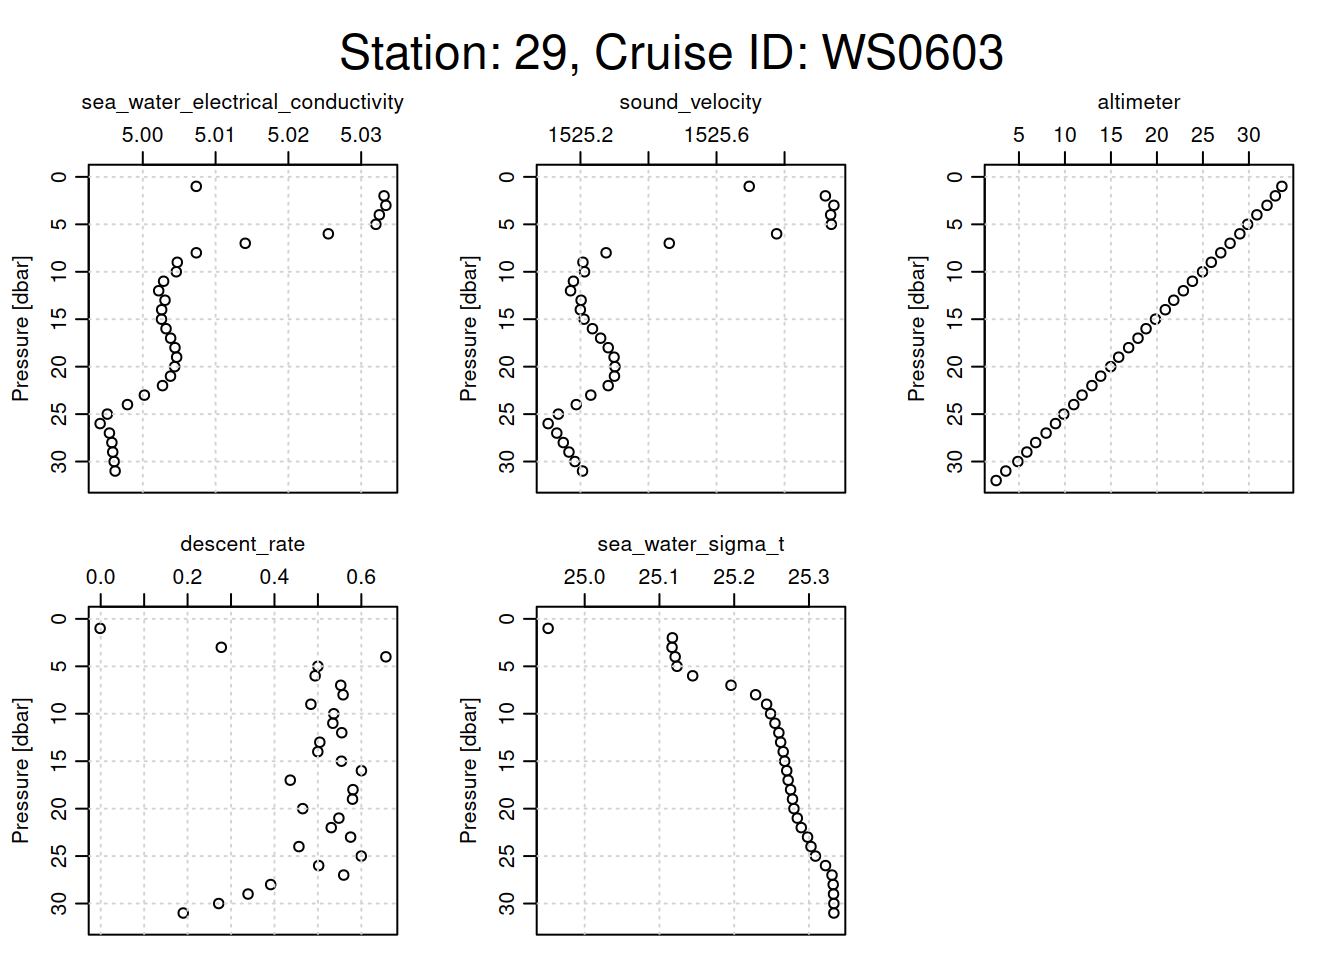 Station: 29, Cruise ID: WS0603
sea_water_electrical_conductivity
5.00 5.01 5.02 5.03
Pressure [dbar]
0 5 10 15 20 25 30
sound_velocity
1525.2 1525.6
Pressure [dbar]
0 5 10 15 20 25 30
altimeter
5 10 15 20 25 30
Pressure [dbar]
0 5 10 15 20 25 30
descent_rate
0.0 0.2 0.4 0.6
Pressure [dbar]
0 5 10 15 20 25 30
sea_water_sigma_t
25.0 25.1 25.2 25.3
Pressure [dbar]
0 5 10 15 20 25 30